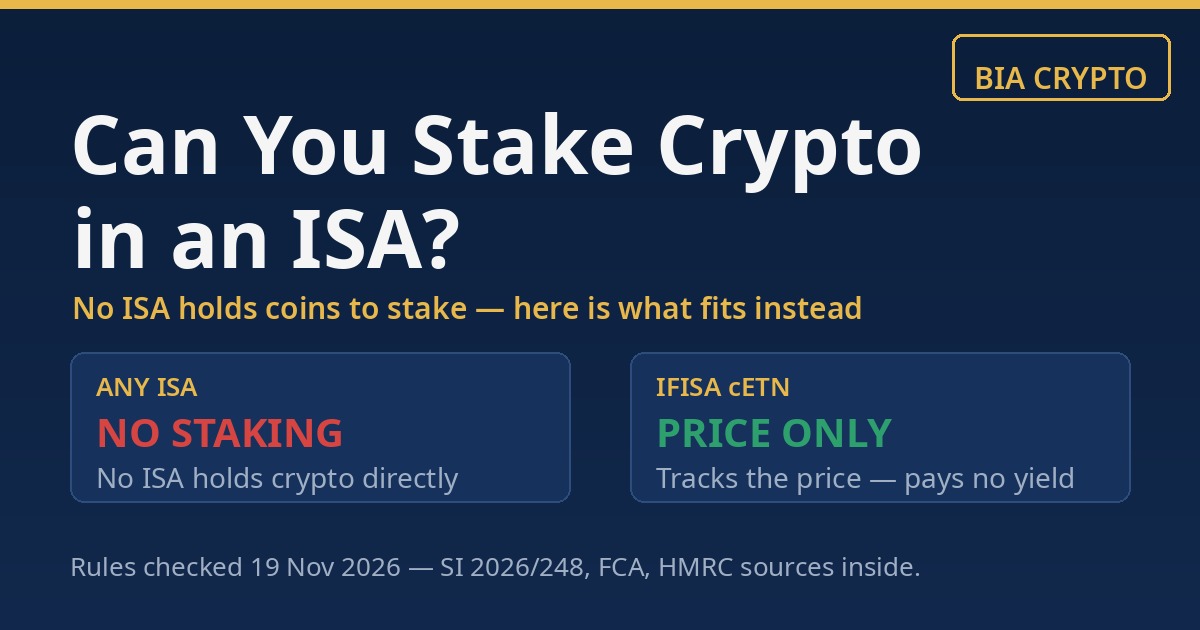 BIA CRYPTO
Can You Stake Crypto
in an ISA?
No ISA holds coins to stake — here is what fits instead
ANY ISA
NO STAKING
No ISA holds crypto directly
IFISA cETN
PRICE ONLY
Tracks the price — pays no yield
Rules checked 19 Nov 2026 — SI 2026/248, FCA, HMRC sources inside.